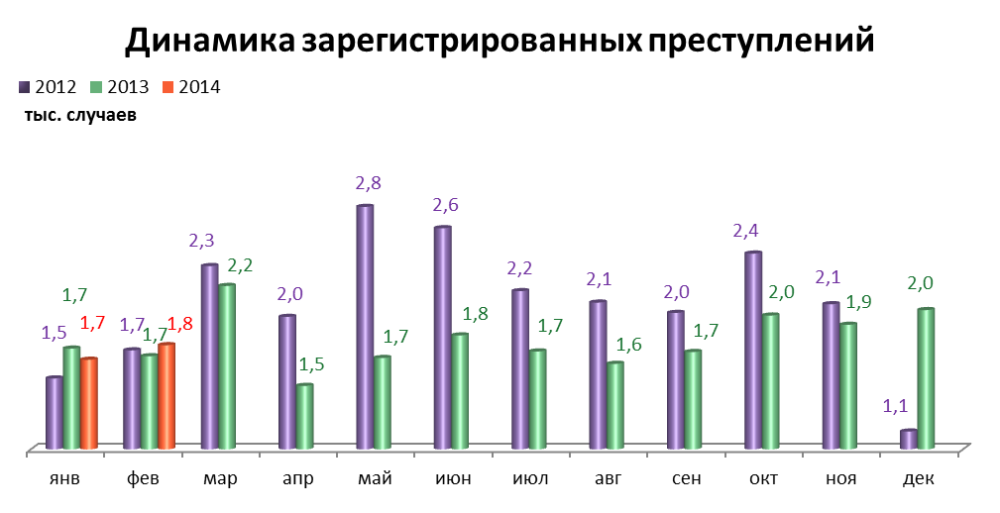 Динамика зарегистрированных преступлений
2012 2013 2014
тыс. случаев
1,5 1,7 1,7 1,7 1,7 1,8 2,3 2,2 2,0 1,5 2,8 1,7 2,6 1,8 2,2 1,7 2,1 1,6 2,0 1,7 2,4 2,0 2,1 1,9 1,1 2,0
янв фев мар апр май июн июл авг сен окт ноя дек